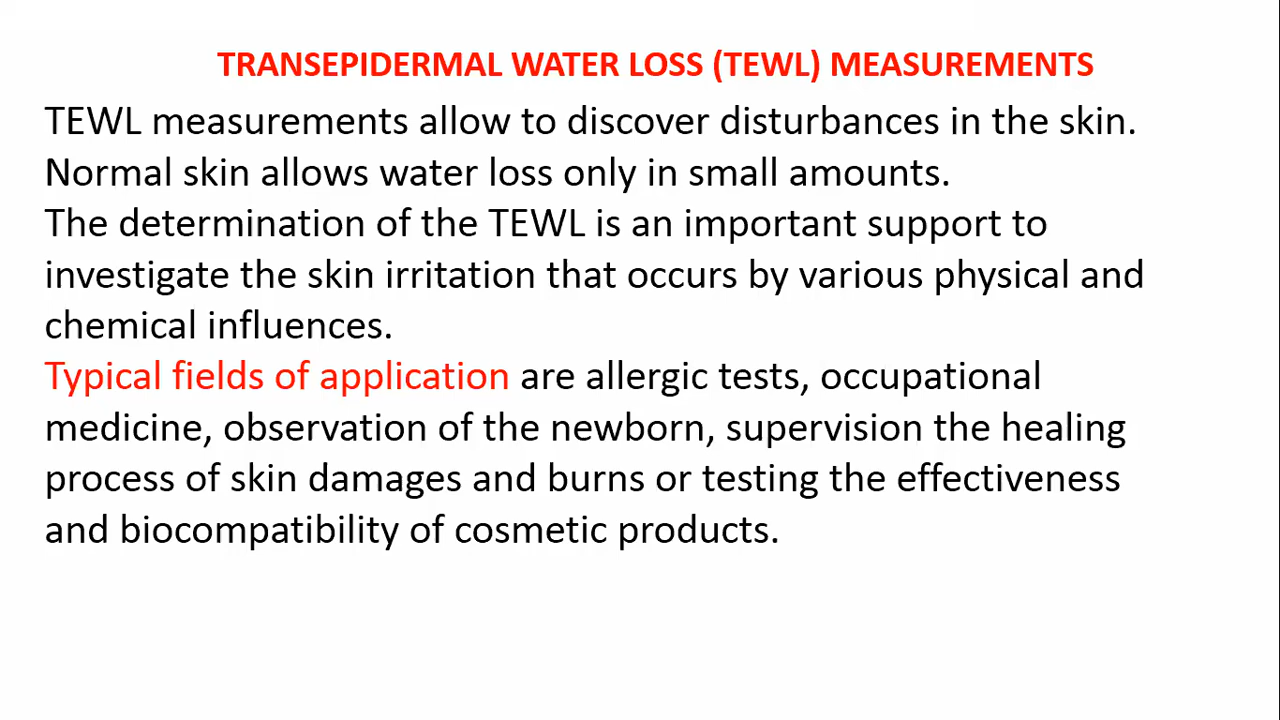 TRANSEPIDERMAL WATER LOSS (TEWL) MEASUREMENTS
TEWL measurements allow to discover disturbances in the skin.
Normal skin allows water loss only in small amounts.
The determination of the TEWL is an important support to
investigate the skin irritation that occurs by various physical and
chemical influences.
Typical fields of application are allergic tests, occupational
medicine, observation of the newborn, supervision the healing
process of skin damages and burns or testing the effectiveness
and biocompatibility of cosmetic products.